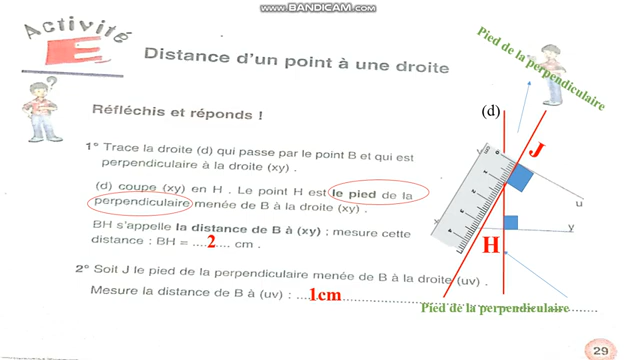 WWW.BANDICAM.COM
Activité
E
Distance d'un point à une droite
Réfléchis et réponds !
1° Trace la droite (d) qui passe par le point B et qui est
perpendiculaire à la droite (xy) .
(d) coupe (xy) en H . Le point H est le pied de la
perpendiculaire menée de B à la droite (xy) .
BH s'appelle la distance de B à (xy) ; mesure cette
distance : BH = ....2.... cm .
2° Soit J le pied de la perpendiculaire menée de B à la droite (uv) .
Mesure la distance de B à (uv) : ...1cm...
Pied de la perpendiculaire
(d)
J
u
H
y
Pied de la perpendiculaire
29